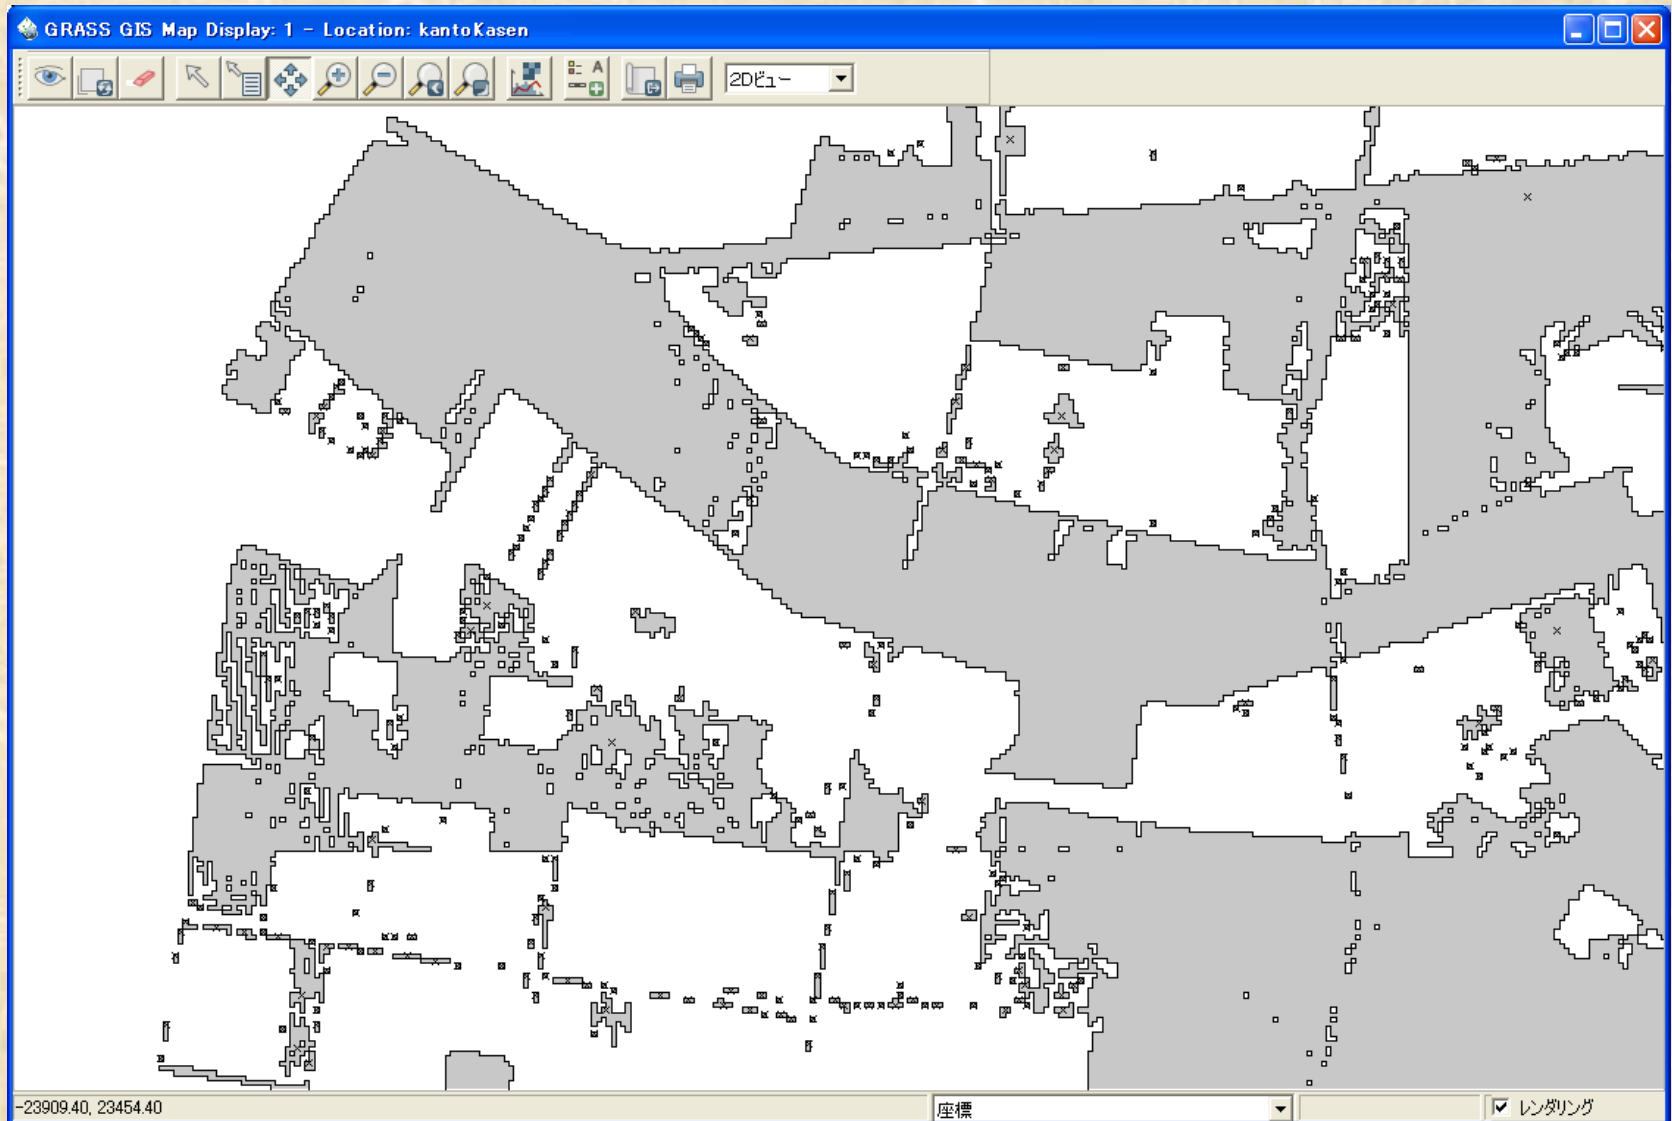 GRASS GIS Map Display: 1 - Location: kantoKasen
2Dビュー
-23909.40, 23454.40
座標
レンダリング